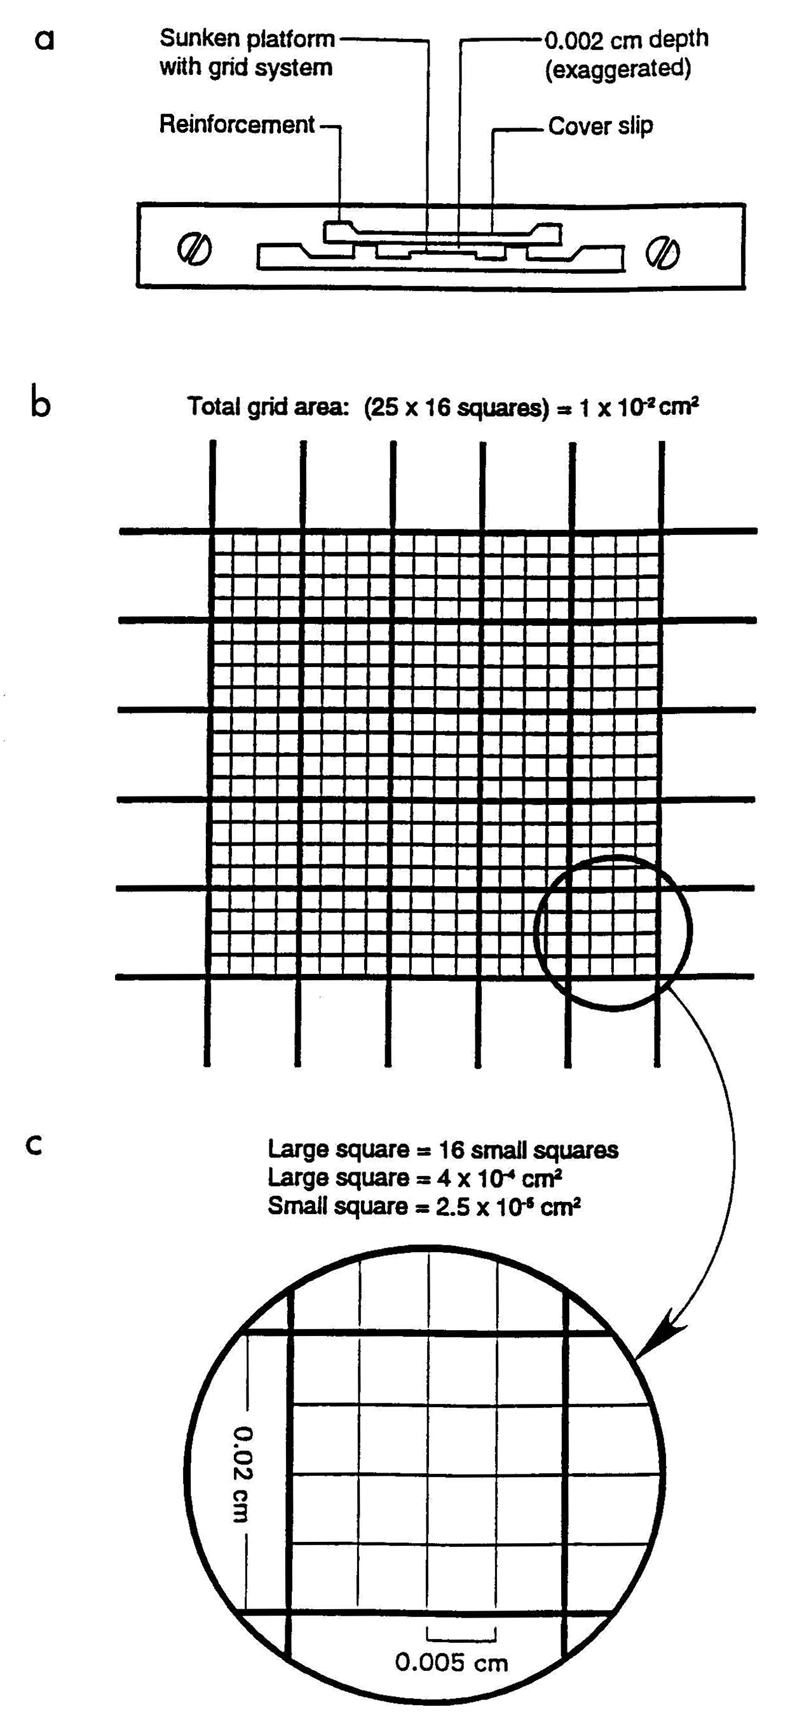 a
Sunken platform
with grid system
0.002 cm depth
(exaggerated)
Reinforcement
Cover slip
b
Total grid area: (25 x 16 squares) = 1 x 10⁻² cm²
c
Large square = 16 small squares
Large square = 4 x 10⁻⁴ cm²
Small square = 2.5 x 10⁻⁵ cm²
0.02 cm
0.005 cm